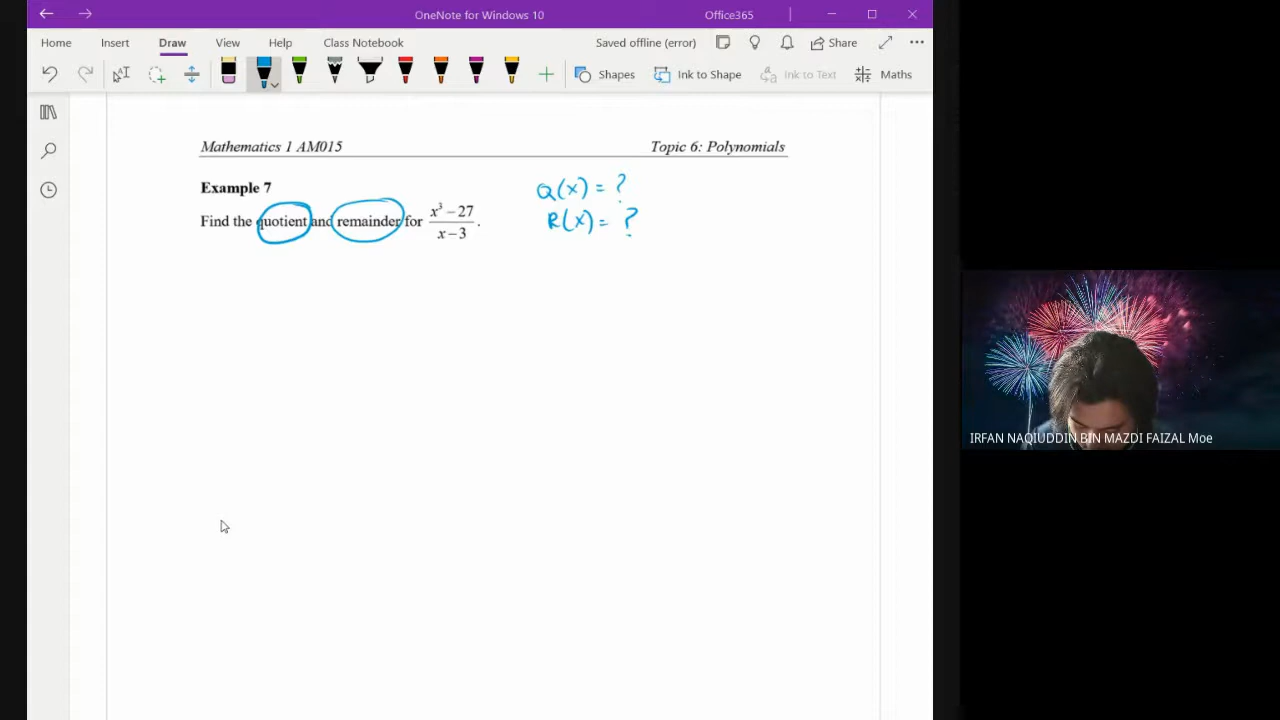 OneNote for Windows 10
Office365
Home Insert Draw View Help Class Notebook
Saved offline (error)
Share
Shapes
Ink to Shape
Ink to Text
Maths
Mathematics 1 AM015
Topic 6: Polynomials
Example 7
Q(x) = ?
Find the quotient and remainder for x³ − 27 / x − 3 .
R(x) = ?
IRFAN NAQIUDDIN BIN MAZDI FAIZAL Moe